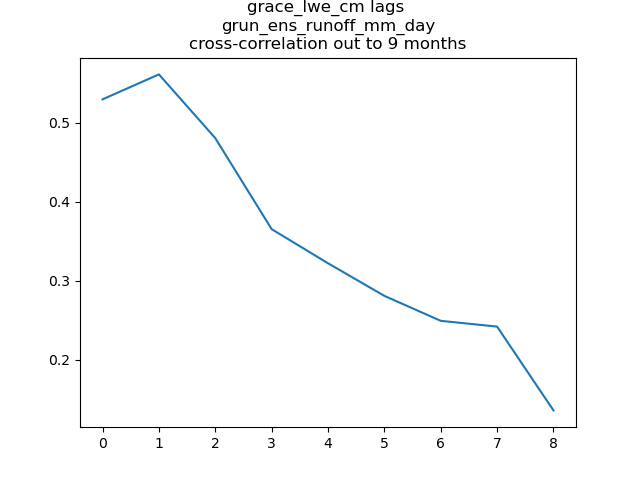 grace_lwe_cm lags
grun_ens_runoff_mm_day
cross-correlation out to 9 months
0.5
0.4
0.3
0.2
0 1 2 3 4 5 6 7 8